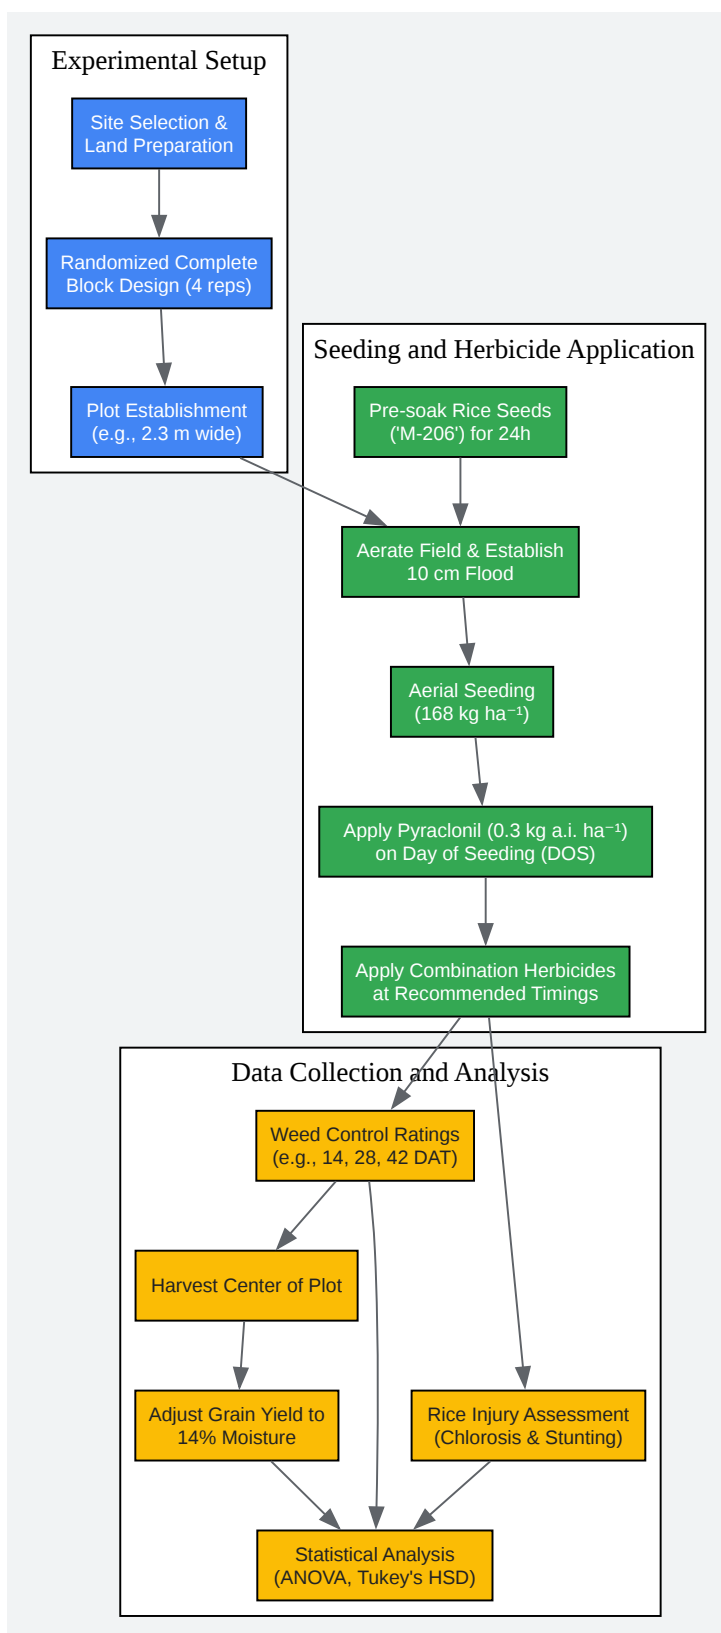 Experimental Setup
Site Selection &
Land Preparation
Randomized Complete
Block Design (4 reps)
Plot Establishment
(e.g., 2.3 m wide)
Seeding and Herbicide Application
Pre-soak Rice Seeds
('M-206') for 24h
Aerate Field & Establish
10 cm Flood
Aerial Seeding
(168 kg ha⁻¹)
Apply Pyraclonil (0.3 kg a.i. ha⁻¹)
on Day of Seeding (DOS)
Apply Combination Herbicides
at Recommended Timings
Data Collection and Analysis
Weed Control Ratings
(e.g., 14, 28, 42 DAT)
Harvest Center of Plot
Adjust Grain Yield to
14% Moisture
Rice Injury Assessment
(Chlorosis & Stunting)
Statistical Analysis
(ANOVA, Tukey's HSD)